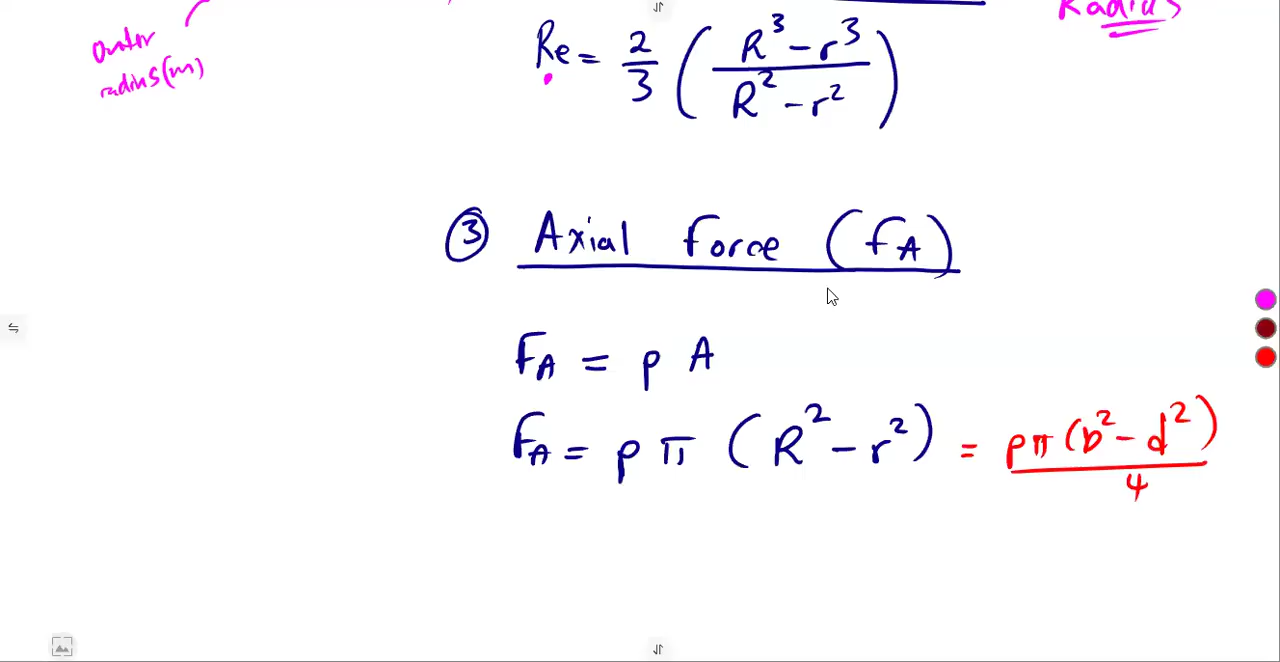 Radius
outer
radius(m)
Re = 2/3 ( (R³ - r³) / (R² - r²) )
③ Axial Force (FA)
FA = p A
FA = p π (R² - r²) = pπ(b² - d²) / 4